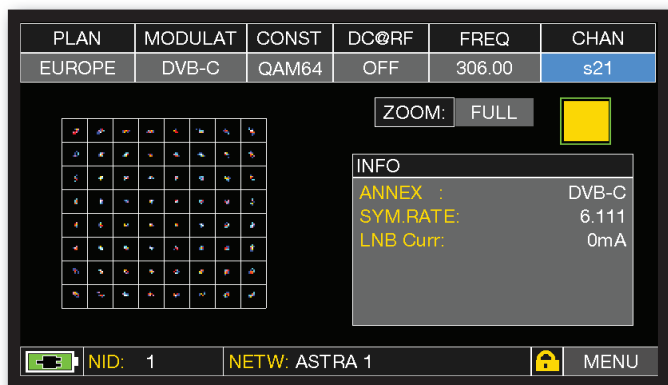 PLAN MODULAT CONST DC@RF FREQ CHAN
EUROPE DVB-C QAM64 OFF 306.00 s21
ZOOM: FULL
INFO
ANNEX : DVB-C
SYM.RATE: 6.111
LNB Curr: 0mA
NID: 1 NETW: ASTRA 1 MENU